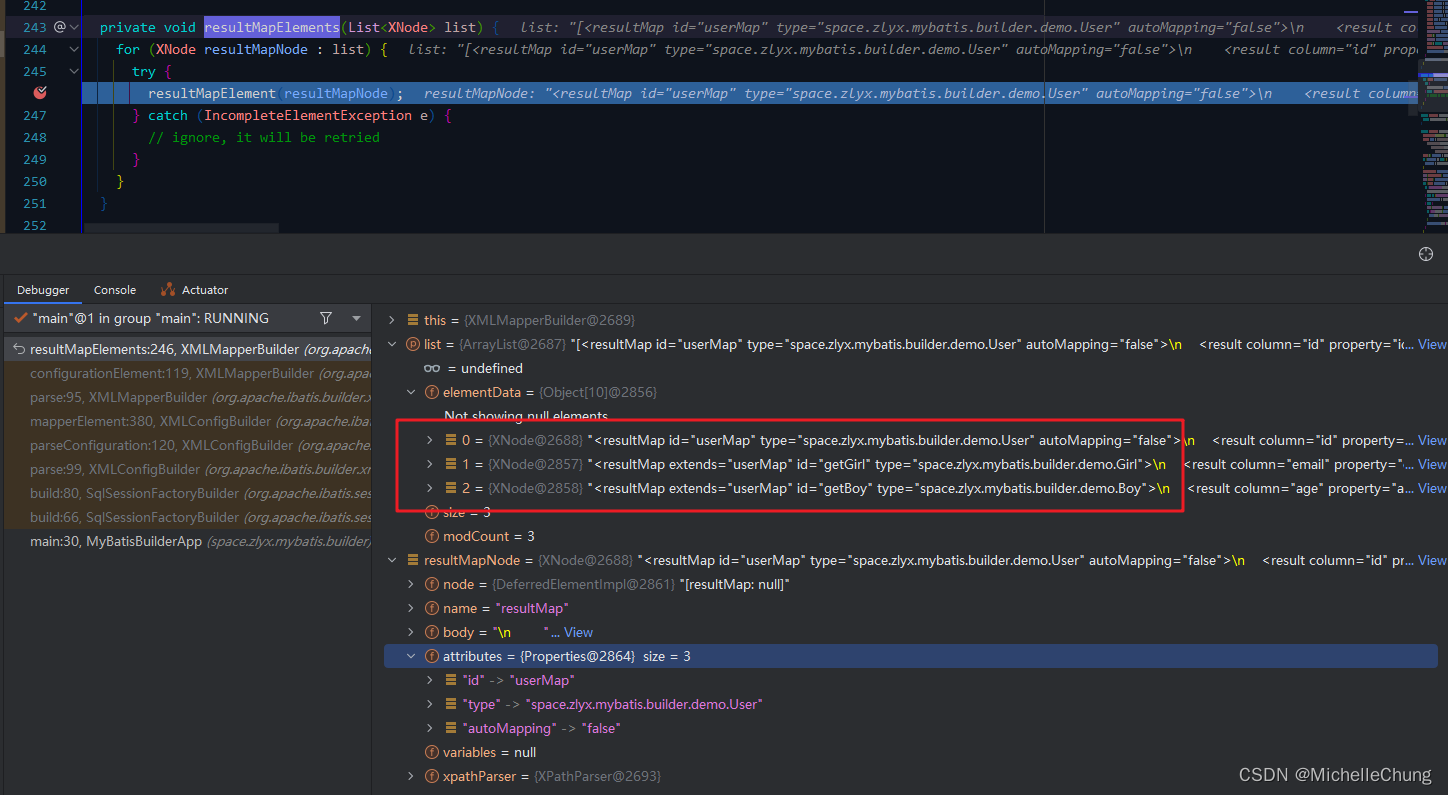 242
243 @ private void resultMapElements(List<XNode> list) { list: "[<resultMap id="userMap" type="space.zlyx.mybatis.builder.demo.User" autoMapping="false">\n <result co
244 for (XNode resultMapNode : list) { list: "[<resultMap id="userMap" type="space.zlyx.mybatis.builder.demo.User" autoMapping="false">\n <result column="id" prop
245 try {
resultMapElement(resultMapNode); resultMapNode: "<resultMap id="userMap" type="space.zlyx.mybatis.builder.demo.User" autoMapping="false">\n <result column
247 } catch (IncompleteElementException e) {
248 // ignore, it will be retried
249 }
250 }
251 }
252
Debugger Console Actuator
"main"@1 in group "main": RUNNING
resultMapElements:246, XMLMapperBuilder (org.apache
configurationElement:119, XMLMapperBuilder (org.apa
parse:95, XMLMapperBuilder (org.apache.ibatis.builder.x
mapperElement:380, XMLConfigBuilder (org.apache.ibat
parseConfiguration:120, XMLConfigBuilder (org.apache.
parse:99, XMLConfigBuilder (org.apache.ibatis.builder.xr
build:80, SqlSessionFactoryBuilder (org.apache.ibatis.ses
build:66, SqlSessionFactoryBuilder (org.apache.ibatis.ses
main:30, MyBatisBuilderApp (space.zlyx.mybatis.builder)
this = {XMLMapperBuilder@2689}
list = {ArrayList@2687} "[<resultMap id="userMap" type="space.zlyx.mybatis.builder.demo.User" autoMapping="false">\n <result column="id" property="ic... View
= undefined
elementData = {Object[10]@2856}
Not showing null elements
0 = {XNode@2688} "<resultMap id="userMap" type="space.zlyx.mybatis.builder.demo.User" autoMapping="false">\n <result column="id" property=... View
1 = {XNode@2857} "<resultMap extends="userMap" id="getGirl" type="space.zlyx.mybatis.builder.demo.Girl">\n <result column="email" property="... View
2 = {XNode@2858} "<resultMap extends="userMap" id="getBoy" type="space.zlyx.mybatis.builder.demo.Boy">\n <result column="age" property="a... View
size = 3
modCount = 3
resultMapNode = {XNode@2688} "<resultMap id="userMap" type="space.zlyx.mybatis.builder.demo.User" autoMapping="false">\n <result column="id" pr... View
node = {DeferredElementImpl@2861} "[resultMap: null]"
name = "resultMap"
body = "\n "... View
attributes = {Properties@2864} size = 3
"id" -> "userMap"
"type" -> "space.zlyx.mybatis.builder.demo.User"
"autoMapping" -> "false"
variables = null
xpathParser = {XPathParser@2693}
CSDN @MichelleChung